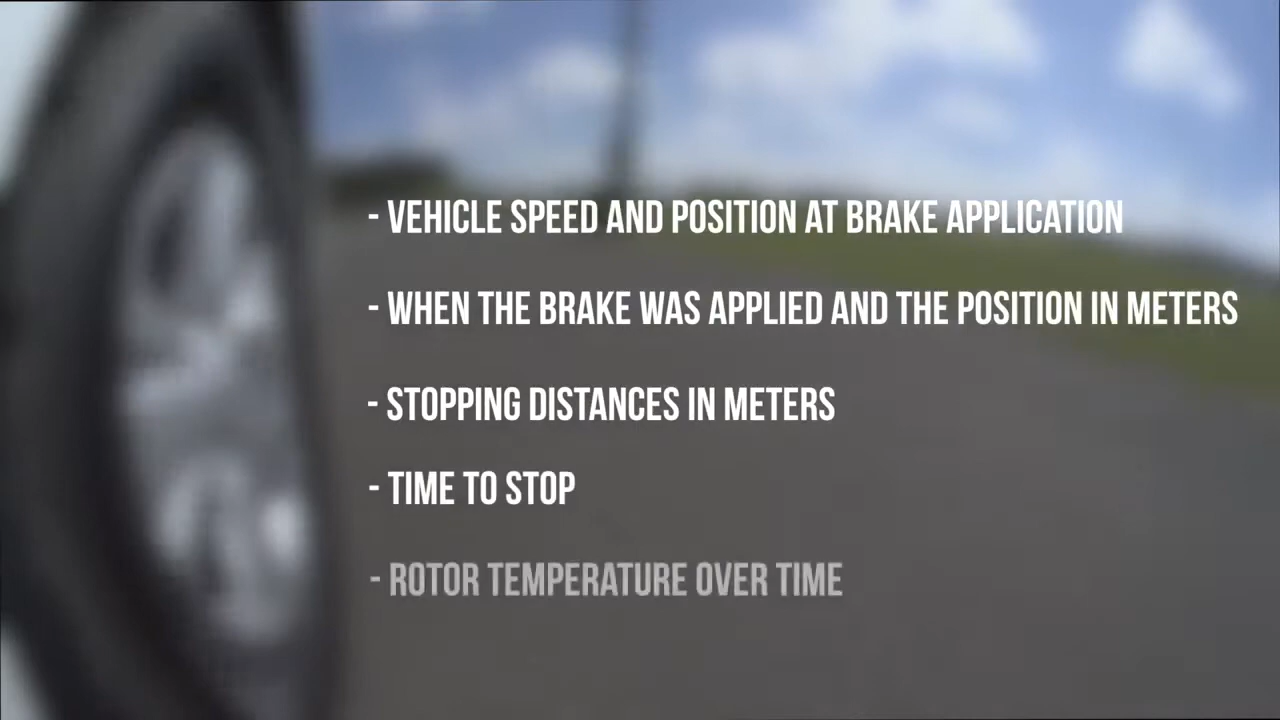 - VEHICLE SPEED AND POSITION AT BRAKE APPLICATION
- WHEN THE BRAKE WAS APPLIED AND THE POSITION IN METERS
- STOPPING DISTANCES IN METERS
- TIME TO STOP
- ROTOR TEMPERATURE OVER TIME